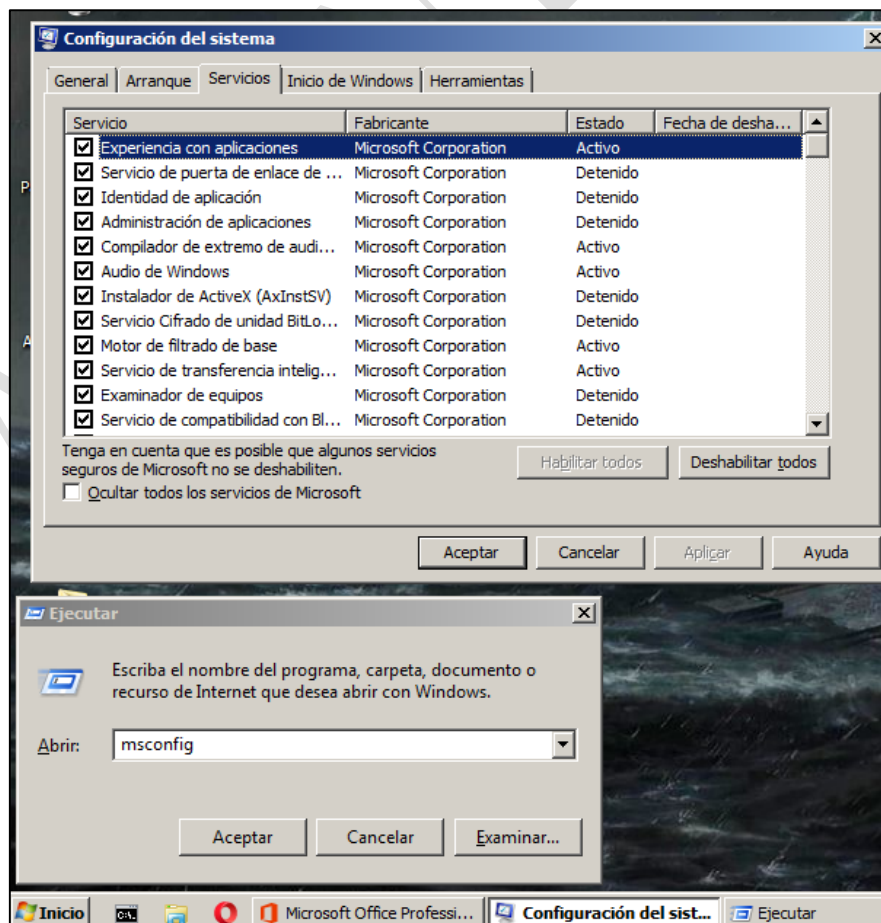 Configuración del sistema
General Arranque Servicios Inicio de Windows Herramientas
Servicio Fabricante Estado Fecha de desha...
Experiencia con aplicaciones Microsoft Corporation Activo
Servicio de puerta de enlace de ... Microsoft Corporation Detenido
Identidad de aplicación Microsoft Corporation Detenido
Administración de aplicaciones Microsoft Corporation Detenido
Compilador de extremo de audi... Microsoft Corporation Activo
Audio de Windows Microsoft Corporation Activo
Instalador de ActiveX (AxInstSV) Microsoft Corporation Detenido
Servicio Cifrado de unidad BitLo... Microsoft Corporation Detenido
Motor de filtrado de base Microsoft Corporation Activo
Servicio de transferencia intelig... Microsoft Corporation Activo
Examinador de equipos Microsoft Corporation Detenido
Servicio de compatibilidad con Bl... Microsoft Corporation Detenido
Tenga en cuenta que es posible que algunos servicios
seguros de Microsoft no se deshabiliten.
Habilitar todos Deshabilitar todos
Ocultar todos los servicios de Microsoft
Aceptar Cancelar Aplicar Ayuda
Ejecutar
Escriba el nombre del programa, carpeta, documento o
recurso de Internet que desea abrir con Windows.
Abrir: msconfig
Aceptar Cancelar Examinar...
Inicio Microsoft Office Professi... Configuración del sist... Ejecutar